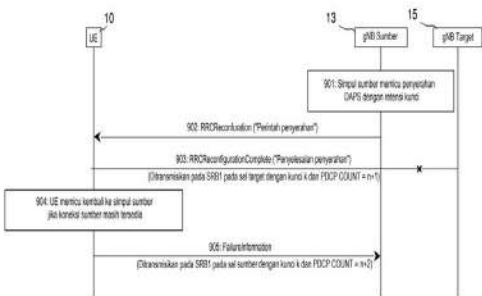 10
13
15
UE
gNB Sumber
gNB Target
901: Simpul sumber memicu penyerahan
DAPS dengan retensi kunci
902: RRCReconfuration ("Perintah penyerahan")
903: RRCReconfigurationComplete ("Penyelesaian penyerahan")
(Ditransmisikan pada SRB1 pada sel target dengan kunci k dan PDCP COUNT = n+1)
904: UE memicu kembali ke simpul sumber
jika koneksi sumber masih tersedia
905: FailureInformation
(Ditransmisikan pada SRB1 pada sel sumber dengan kunci k dan PDCP COUNT = n+2)